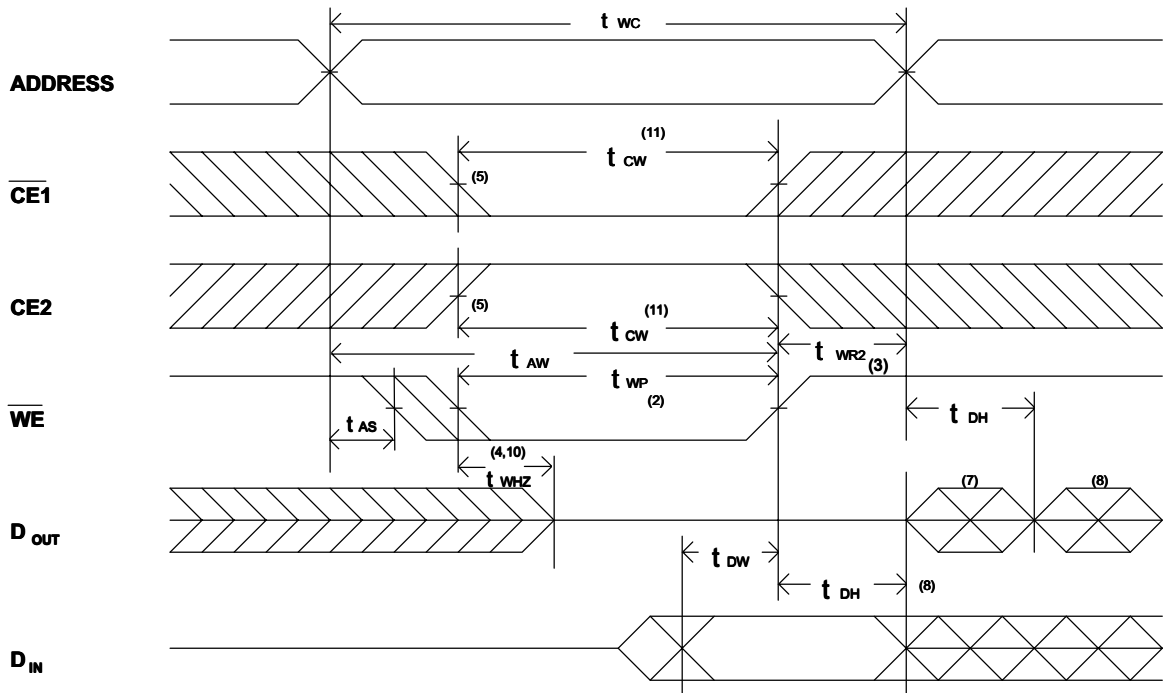 t WC
ADDRESS
(11)
t CW
CE1
(5)
CE2
(5)
(11)
t CW
t AW
t WR2
(3)
t WP
(2)
WE
t AS
t DH
(4,10)
t WHZ
(7)
(8)
D OUT
t DW
t DH
(8)
D IN